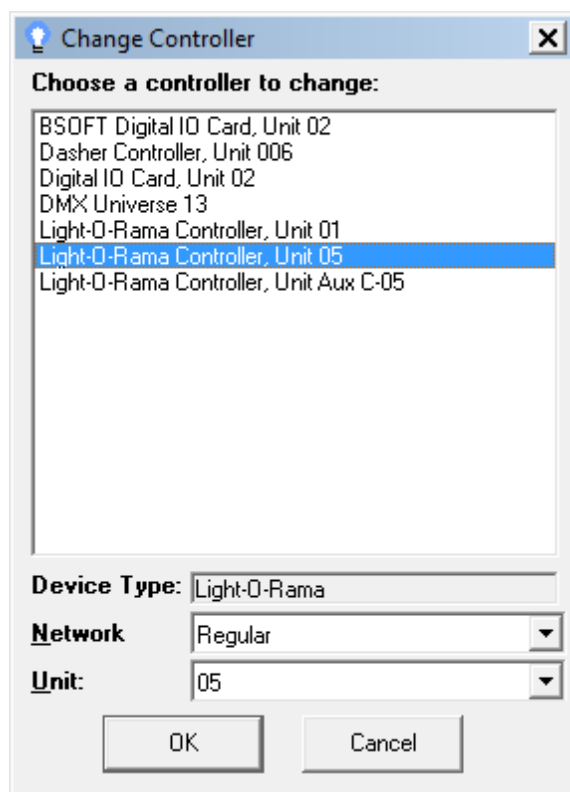 Change Controller
Choose a controller to change:
BSOFT Digital IO Card, Unit 02
Dasher Controller, Unit 006
Digital IO Card, Unit 02
DMX Universe 13
Light-O-Rama Controller, Unit 01
Light-O-Rama Controller, Unit 05
Light-O-Rama Controller, Unit Aux C-05
Device Type: Light-O-Rama
Network Regular
Unit: 05
OK Cancel